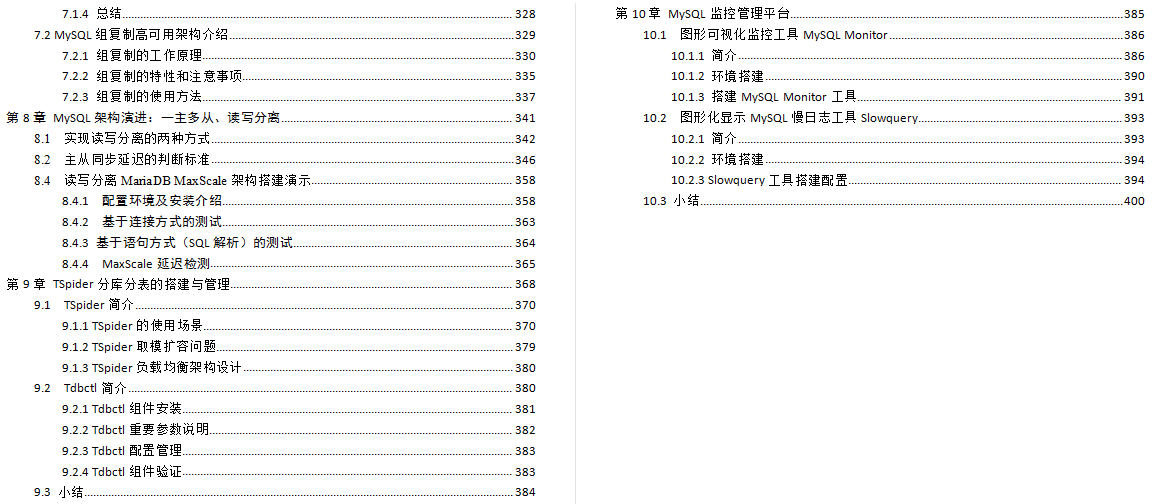 7.1.4 总结 328
7.2 MySQL 组复制高可用架构介绍 329
7.2.1 组复制的工作原理 330
7.2.2 组复制的特性和注意事项 335
7.2.3 组复制的使用方法 337
第 8 章 MySQL 架构演进：一主多从、读写分离 341
8.1 实现读写分离的两种方式 342
8.2 主从同步延迟的判断标准 346
8.4 读写分离 MariaDB MaxScale 架构搭建演示 358
8.4.1 配置环境及安装介绍 358
8.4.2 基于连接方式的测试 363
8.4.3 基于语句方式（SQL 解析）的测试 364
8.4.4 MaxScale 延迟检测 365
第 9 章 TSpider 分库分表的搭建与管理 368
9.1 TSpider 简介 370
9.1.1 TSpider 的使用场景 370
9.1.2 TSpider 取模扩容问题 379
9.1.3 TSpider 负载均衡架构设计 380
9.2 Tdbctl 简介 380
9.2.1 Tdbctl 组件安装 381
9.2.2 Tdbctl 重要参数说明 382
9.2.3 Tdbctl 配置管理 383
9.2.4 Tdbctl 组件验证 383
9.3 小结 384
第 10 章 MySQL 监控管理平台 385
10.1 图形可视化监控工具 MySQL Monitor 386
10.1.1 简介 386
10.1.2 环境搭建 390
10.1.3 搭建 MySQL Monitor 工具 391
10.2 图形化显示 MySQL 慢日志工具 Slowquery 393
10.2.1 简介 393
10.2.2 环境搭建 394
10.2.3 Slowquery 工具搭建配置 394
10.3 小结 400